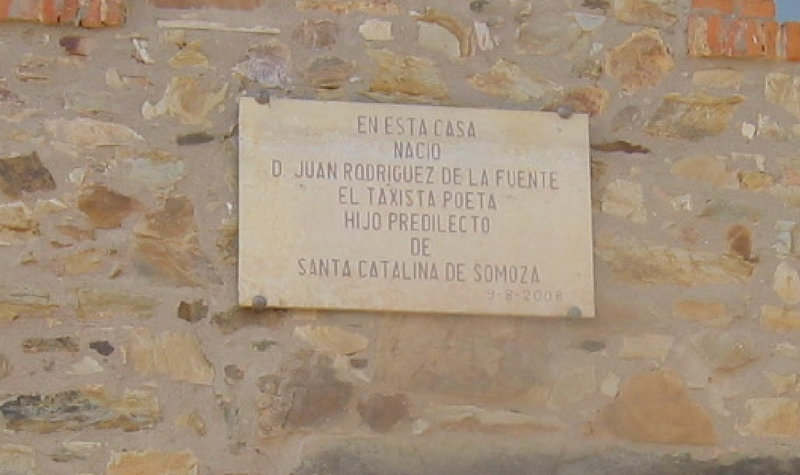 EN ESTA CASA
NACIO
D. JUAN RODRIGUEZ DE LA FUENTE
EL TAXISTA POETA
HIJO PREDILECTO
DE
SANTA CATALINA DE SOMOZA
9-8-2008